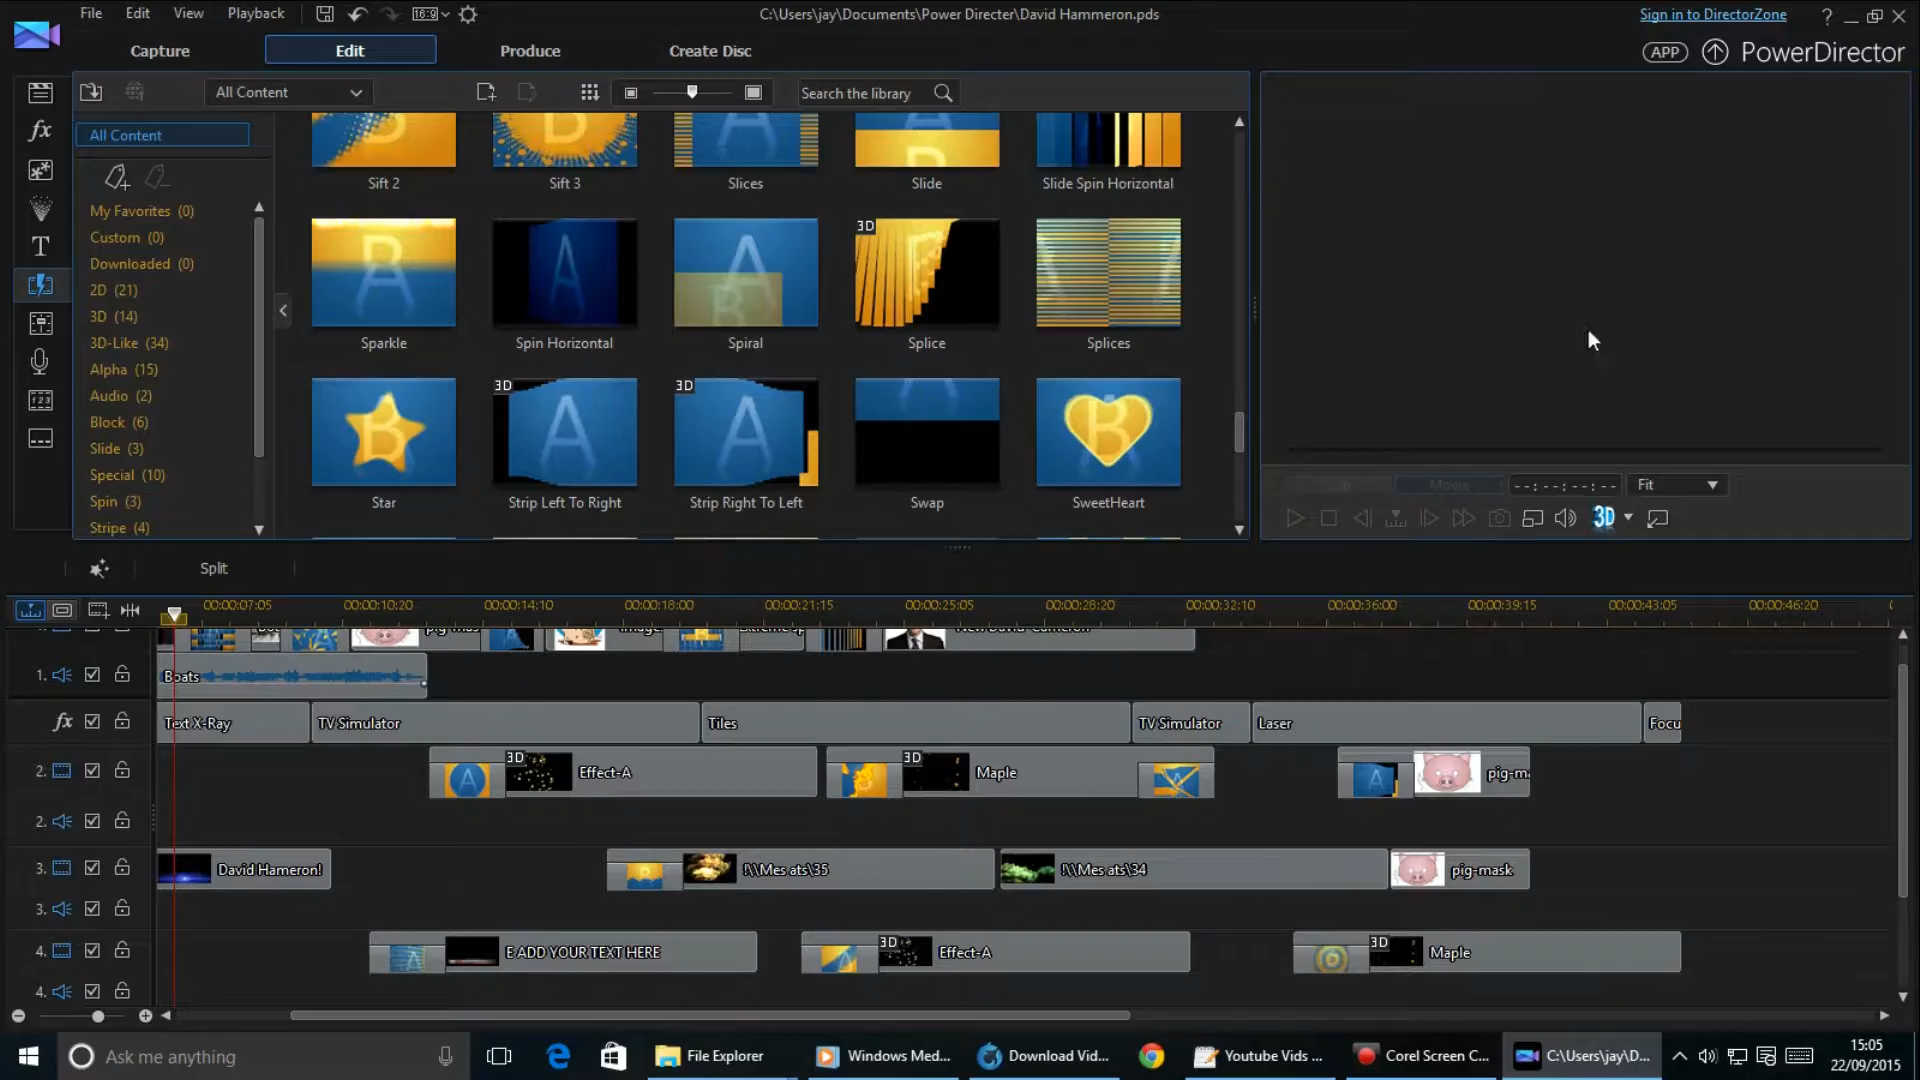 File Edit View Playback 16:9 C:\Users\jay\Documents\Power Directer\David Hammeron.pds Sign in to DirectorZone ?
Capture Edit Produce Create Disc APP PowerDirector
All Content Search the library
All Content
My Favorites (0)
Custom (0)
Downloaded (0)
2D (21)
3D (14)
3D-Like (34)
Alpha (15)
Audio (2)
Block (6)
Slide (3)
Special (10)
Spin (3)
Stripe (4)
fx
T
Sift 2 Sift 3 Slices Slide Slide Spin Horizontal
3D
Sparkle Spin Horizontal Spiral Splice Splices
3D 3D
Star Strip Left To Right Strip Right To Left Swap SweetHeart
Movie --:--:--:-- Fit
3D
Split
00:00:07:05 00:00:10:20 00:00:14:10 00:00:18:00 00:00:21:15 00:00:25:05 00:00:28:20 00:00:32:10 00:00:36:00 00:00:39:15 00:00:43:05 00:00:46:20
1. Boats
fx Text X-Ray TV Simulator Tiles TV Simulator Laser Focu
2. 3D Effect-A 3D Maple pig-ma
2.
3. David Hameron! !\\Mes ats\35 !\\Mes ats\34 pig-mask
3.
4. E ADD YOUR TEXT HERE 3D Effect-A 3D Maple
4.
Ask me anything File Explorer Windows Med... Download Vid... Youtube Vids ... Corel Screen C... C:\Users\jay\D... 15:05
22/09/2015